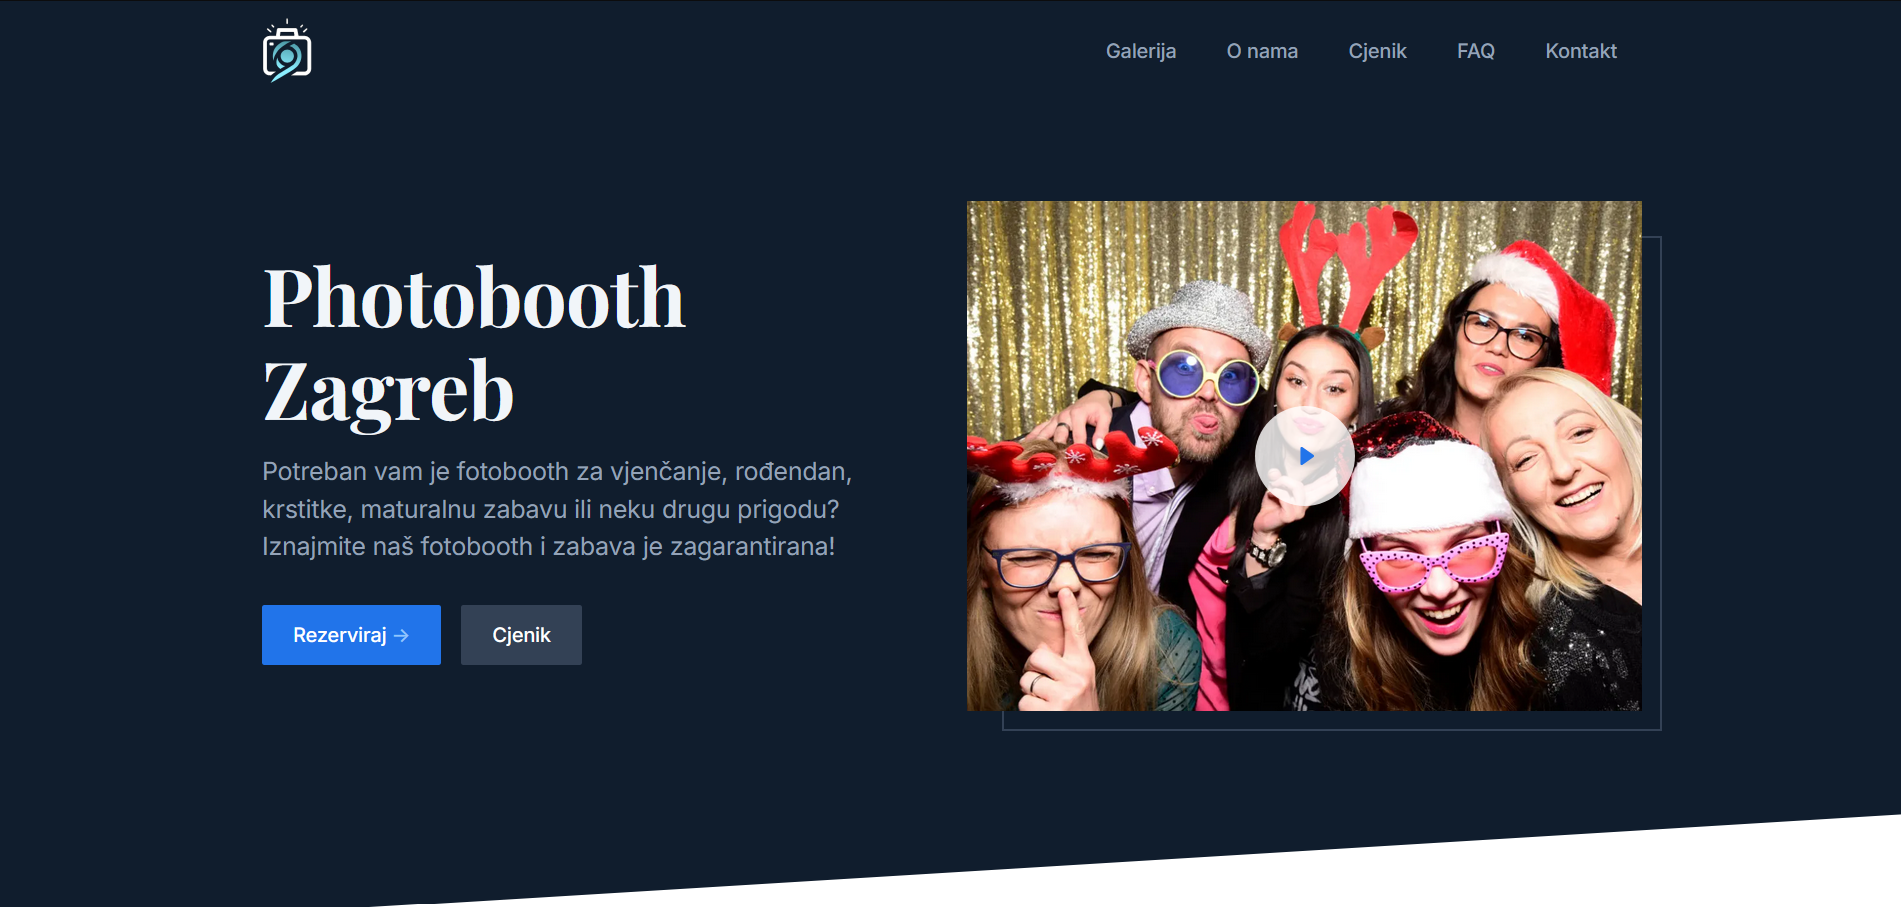 Galerija
O nama
Cjenik
FAQ
Kontakt
Photobooth
Zagreb
Potreban vam je fotobooth za vjenčanje, rođendan,
krstitke, maturalnu zabavu ili neku drugu prigodu?
Iznajmite naš fotobooth i zabava je zagarantirana!
Rezerviraj →
Cjenik